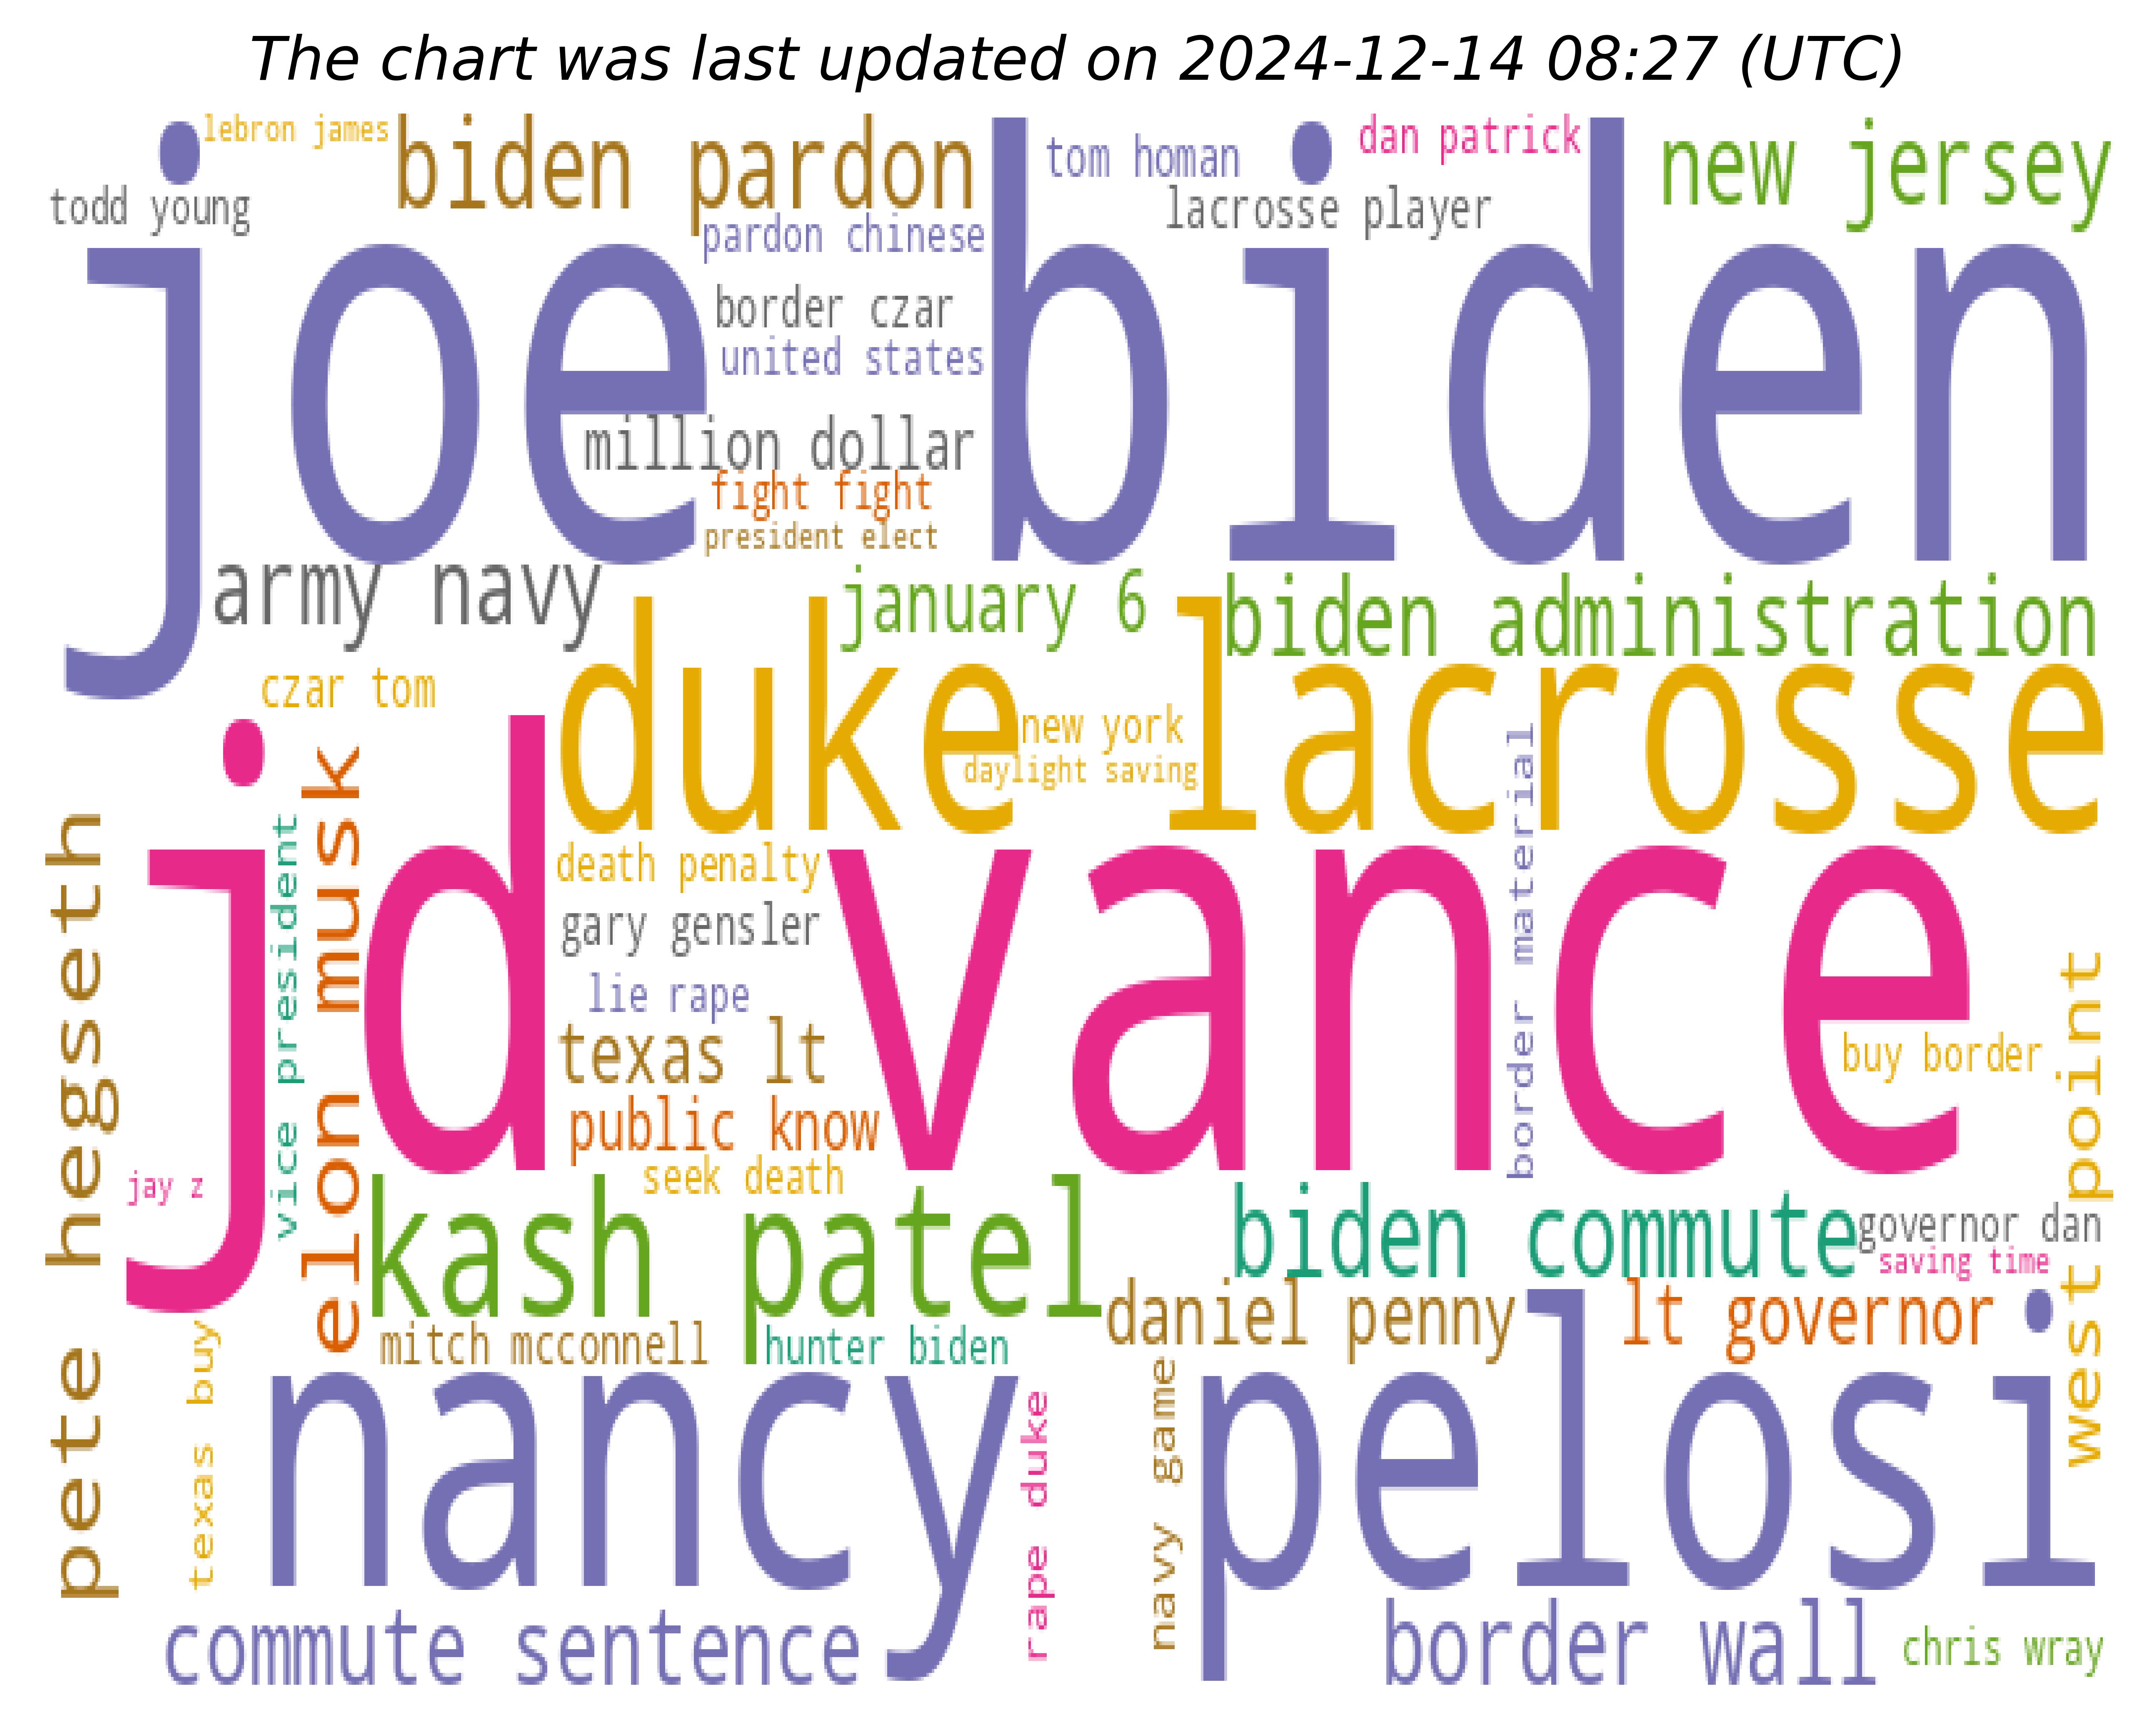 The chart was last updated on 2024-12-14 08:27 (UTC)
lebron james
biden pardon
tom homan
dan patrick
new jersey
todd young
lacrosse player
pardon chinese
joe biden
border czar
united states
million dollar
fight fight
president elect
army navy
january 6
biden administration
czar tom
duke lacrosse
new york
daylight saving
border material
elon musk
vice president
pete hegseth
jd vance
death penalty
gary gensler
lie rape
texas lt
public know
seek death
buy border
west point
jay z
kash patel
biden commute
governor dan
saving time
daniel penny
lt governor
mitch mcconnell
hunter biden
texas buy
nancy pelosi
rape duke
navy game
commute sentence
border wall
chris wray